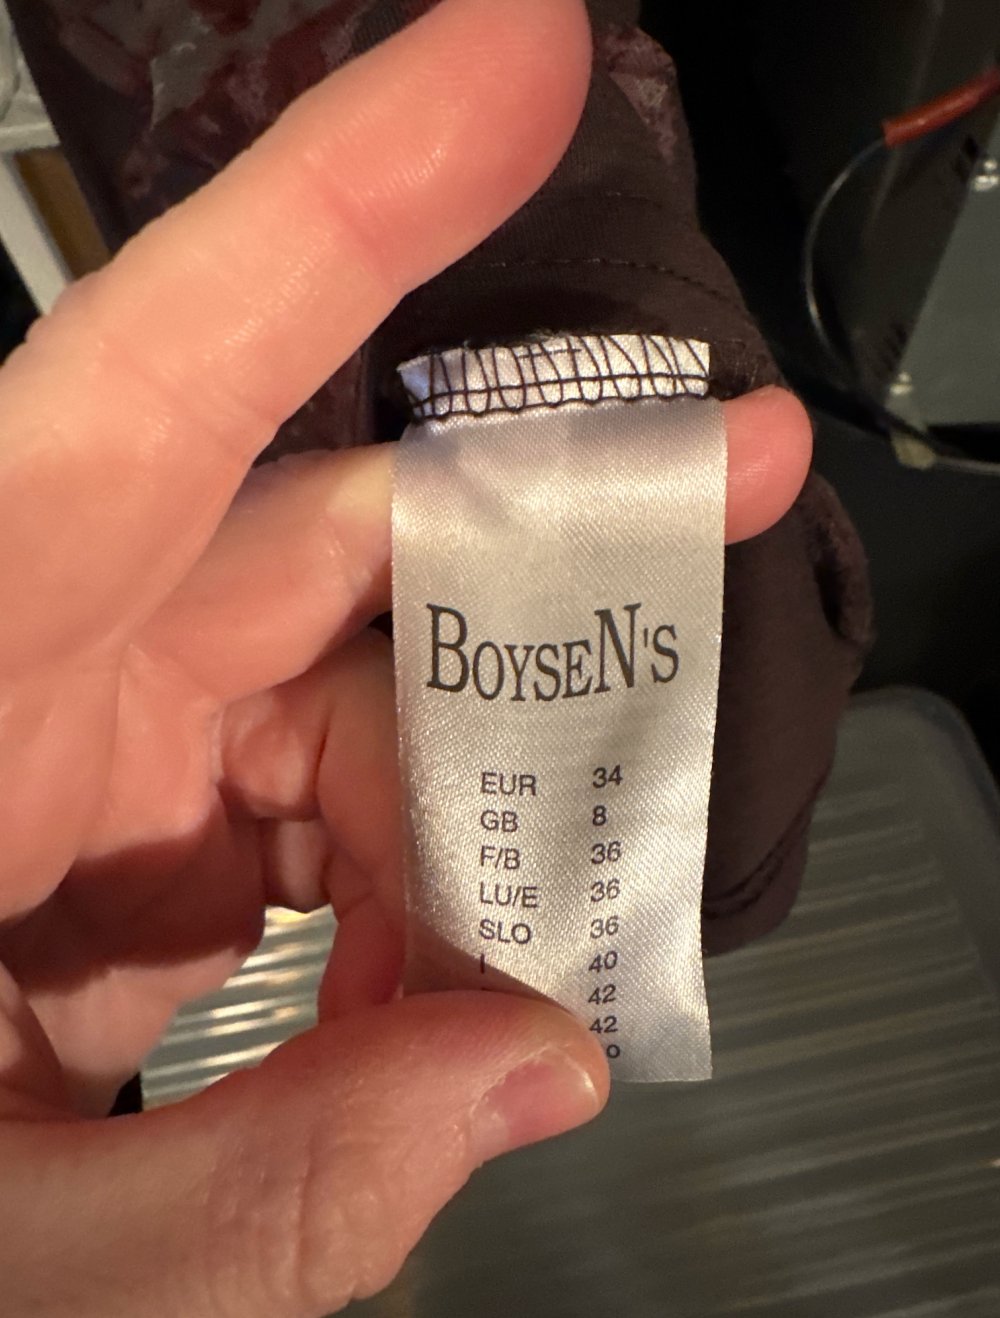 BOYSEN'S
EUR 34
GB 8
F/B 36
LU/E 36
SLO 36
I 40
42
42